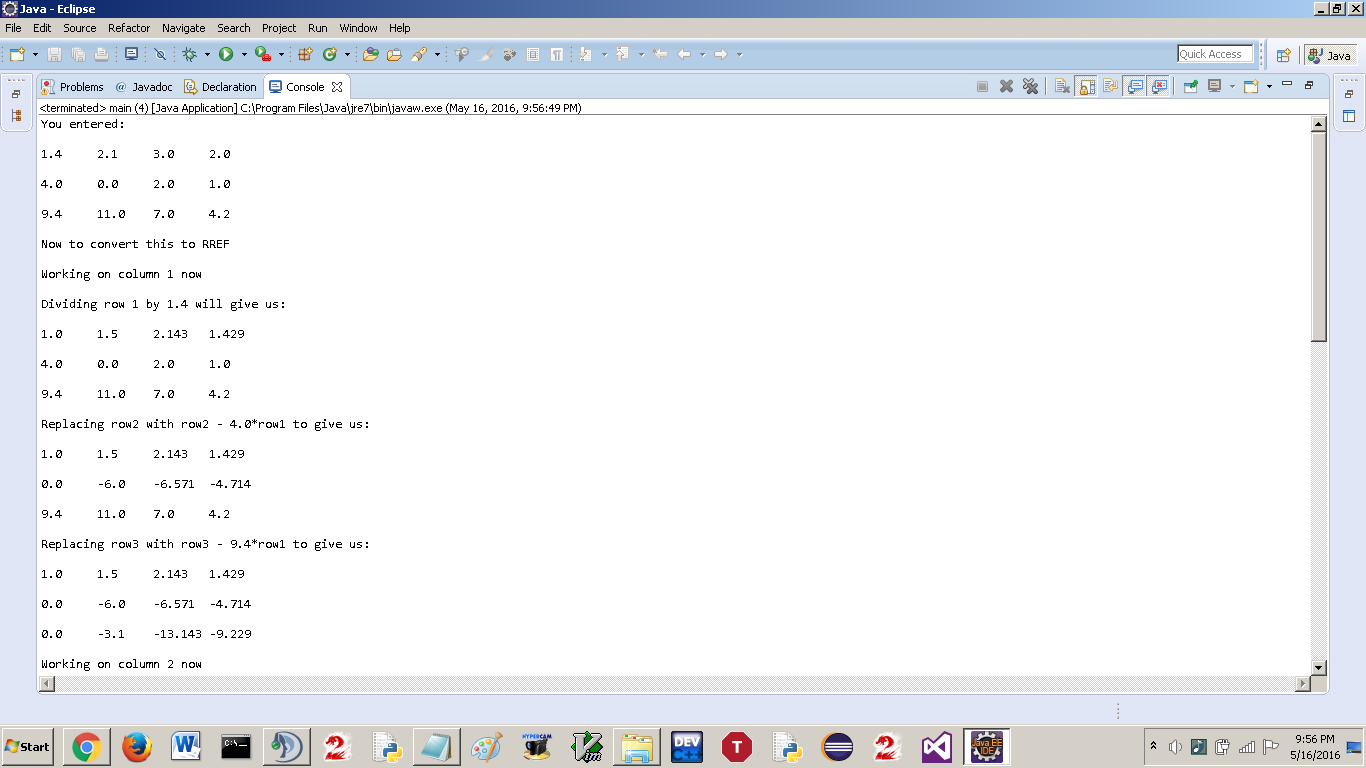 Java - Eclipse
File Edit Source Refactor Navigate Search Project Run Window Help
Quick Access Java
Problems @ Javadoc Declaration Console
<terminated> main (4) [Java Application] C:\Program Files\Java\jre7\bin\javaw.exe (May 16, 2016, 9:56:49 PM)
You entered:
1.4 2.1 3.0 2.0
4.0 0.0 2.0 1.0
9.4 11.0 7.0 4.2
Now to convert this to RREF
Working on column 1 now
Dividing row 1 by 1.4 will give us:
1.0 1.5 2.143 1.429
4.0 0.0 2.0 1.0
9.4 11.0 7.0 4.2
Replacing row2 with row2 - 4.0*row1 to give us:
1.0 1.5 2.143 1.429
0.0 -6.0 -6.571 -4.714
9.4 11.0 7.0 4.2
Replacing row3 with row3 - 9.4*row1 to give us:
1.0 1.5 2.143 1.429
0.0 -6.0 -6.571 -4.714
0.0 -3.1 -13.143 -9.229
Working on column 2 now
Start
HYPERCAM
DEV
T
Java EE
IDE
9:56 PM
5/16/2016